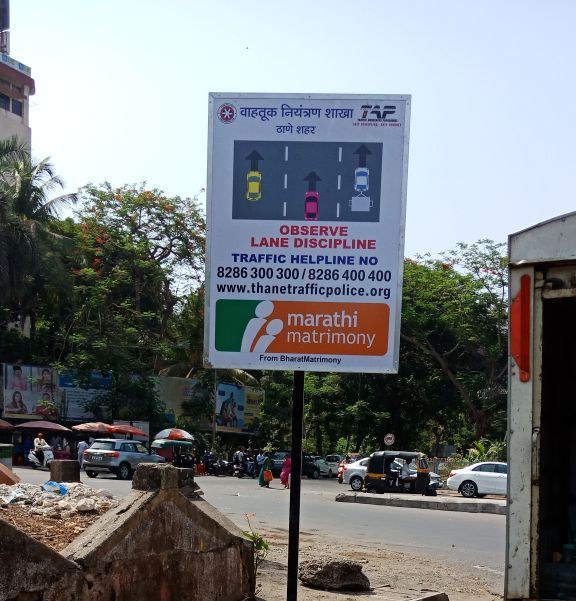 वाहतूक नियंत्रण शाखा
TAP
ठाणे शहर
OBSERVE
LANE DISCIPLINE
TRAFFIC HELPLINE NO
8286 300 300 / 8286 400 400
www.thanetrafficpolice.org
marathi
matrimony
From BharatMatrimony